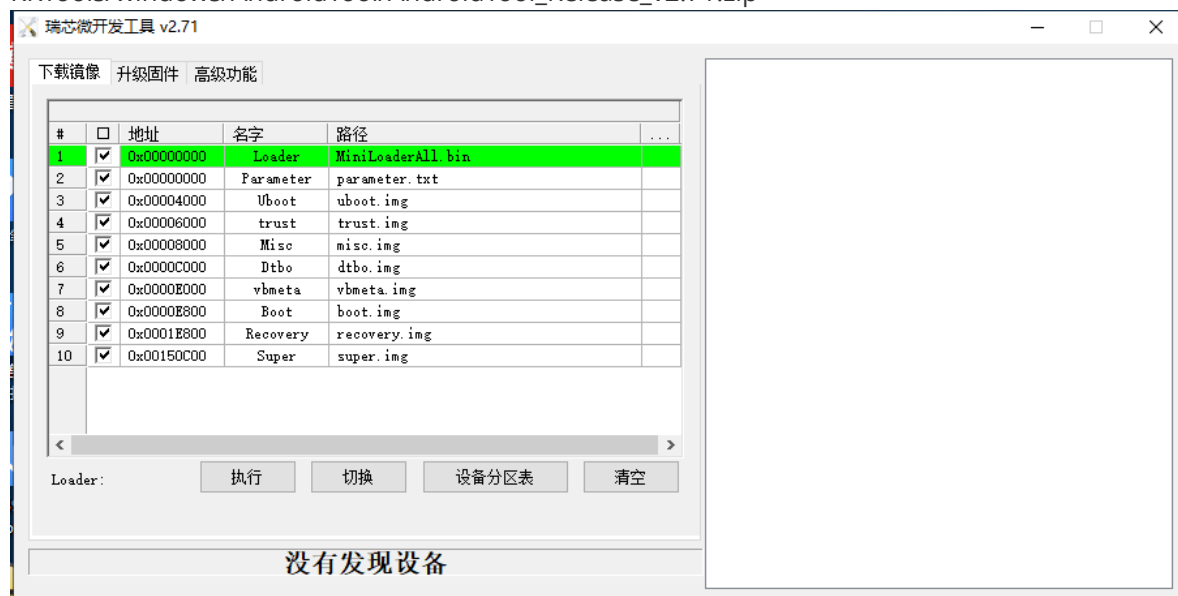 瑞芯微开发工具 v2.71
下载镜像 升级固件 高级功能
# 地址 名字 路径 ...
1 0x00000000 Loader MiniLoaderAll.bin
2 0x00000000 Parameter parameter.txt
3 0x00004000 Uboot uboot.img
4 0x00006000 trust trust.img
5 0x00008000 Misc misc.img
6 0x0000C000 Dtbo dtbo.img
7 0x0000E000 vbmeta vbmeta.img
8 0x0000E800 Boot boot.img
9 0x0001E800 Recovery recovery.img
10 0x00150C00 Super super.img
Loader: 执行 切换 设备分区表 清空
没有发现设备